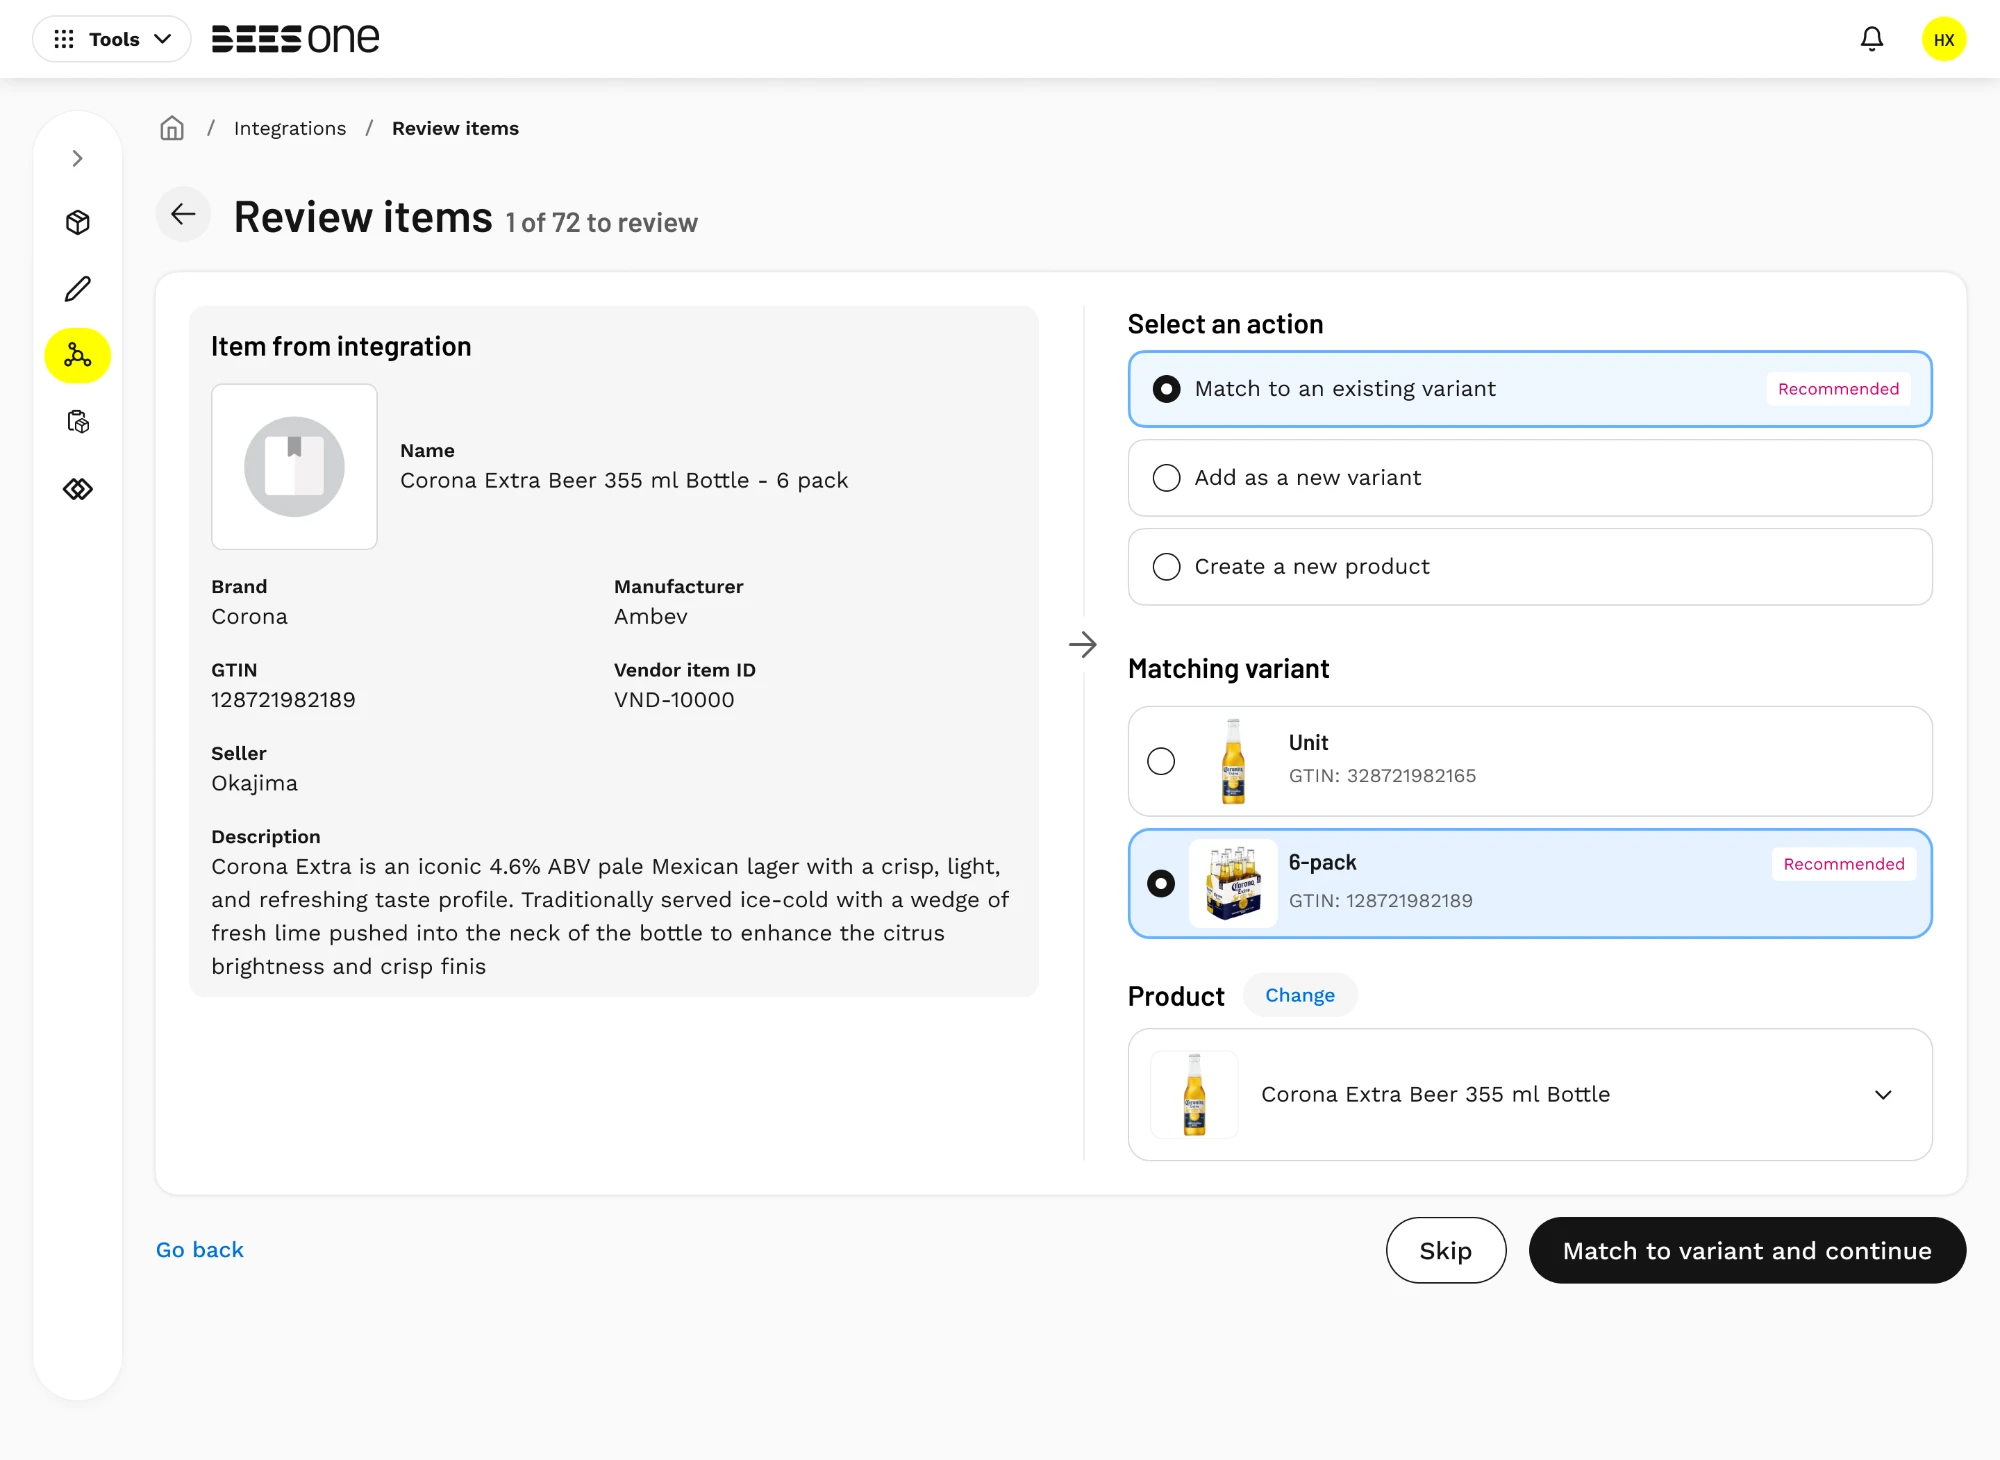 Tools
BEES one
HX
/ Integrations / Review items
Review items 1 of 72 to review
Item from integration
Name
Corona Extra Beer 355 ml Bottle - 6 pack
Brand
Corona
Manufacturer
Ambev
GTIN
128721982189
Vendor item ID
VND-10000
Seller
Okajima
Description
Corona Extra is an iconic 4.6% ABV pale Mexican lager with a crisp, light,
and refreshing taste profile. Traditionally served ice-cold with a wedge of
fresh lime pushed into the neck of the bottle to enhance the citrus
brightness and crisp finis
Select an action
Match to an existing variant
Recommended
Add as a new variant
Create a new product
Matching variant
Unit
GTIN: 328721982165
6-pack
Recommended
GTIN: 128721982189
Product
Change
Corona Extra Beer 355 ml Bottle
Go back
Skip
Match to variant and continue